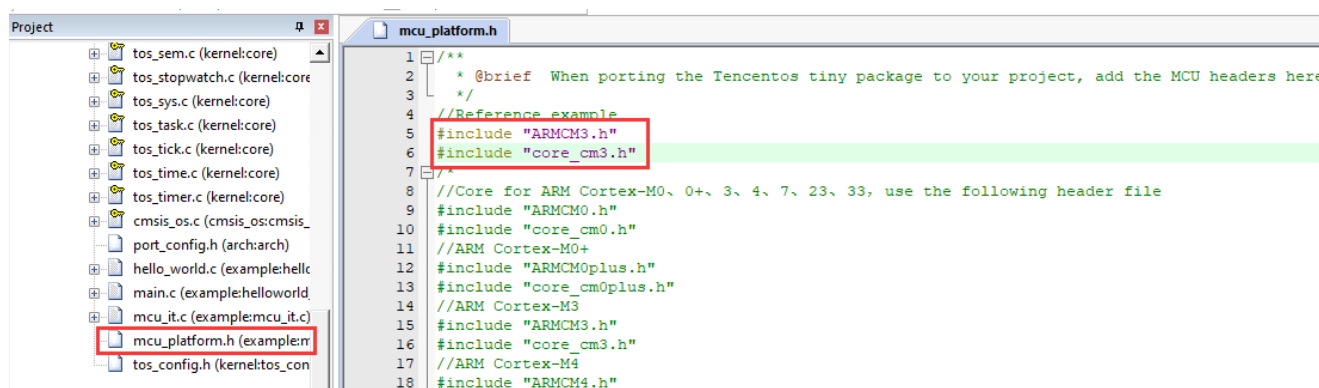 Project
tos_sem.c (kernel:core)
tos_stopwatch.c (kernel:core
tos_sys.c (kernel:core)
tos_task.c (kernel:core)
tos_tick.c (kernel:core)
tos_time.c (kernel:core)
tos_timer.c (kernel:core)
cmsis_os.c (cmsis_os:cmsis_
port_config.h (arch:arch)
hello_world.c (example:hellc
main.c (example:helloworld_
mcu_it.c (example:mcu_it.c)
mcu_platform.h (example:m
tos_config.h (kernel:tos_con
mcu_platform.h
1 /**
2 * @brief When porting the Tencentos tiny package to your project, add the MCU headers here
3 */
4 //Reference example
5 #include "ARMCM3.h"
6 #include "core_cm3.h"
7 /*
8 //Core for ARM Cortex-M0、0+、3、4、7、23、33，use the following header file
9 #include "ARMCM0.h"
10 #include "core_cm0.h"
11 //ARM Cortex-M0+
12 #include "ARMCM0plus.h"
13 #include "core_cm0plus.h"
14 //ARM Cortex-M3
15 #include "ARMCM3.h"
16 #include "core_cm3.h"
17 //ARM Cortex-M4
18 #include "ARMCM4.h"